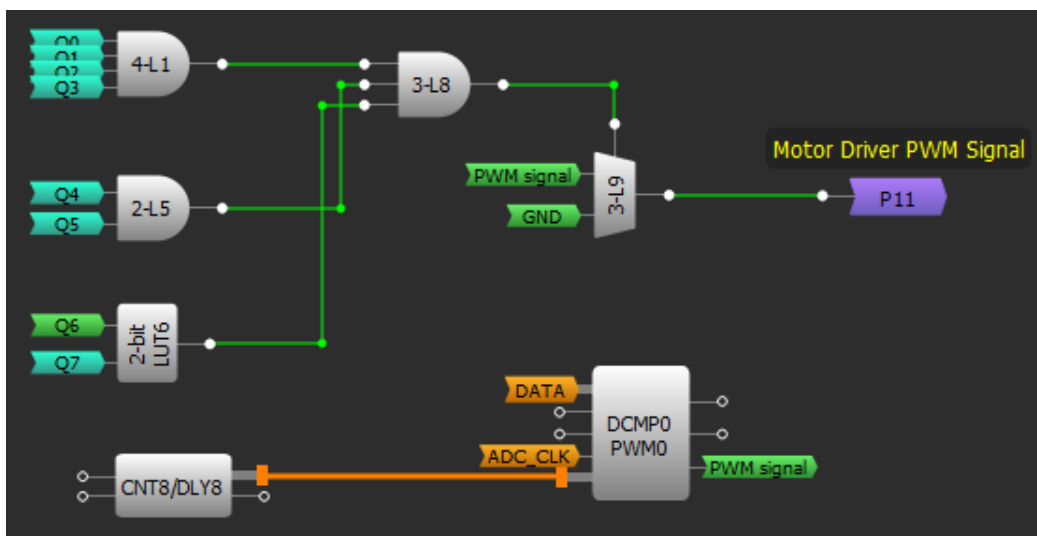 Q0
Q1
Q2
Q3
4-L1
3-L8
Motor Driver PWM Signal
PWM signal
GND
3-L9
P11
Q4
Q5
2-L5
Q6
Q7
2-bit
LUT6
DATA
ADC_CLK
DCMP0
PWM0
PWM signal
CNT8/DLY8